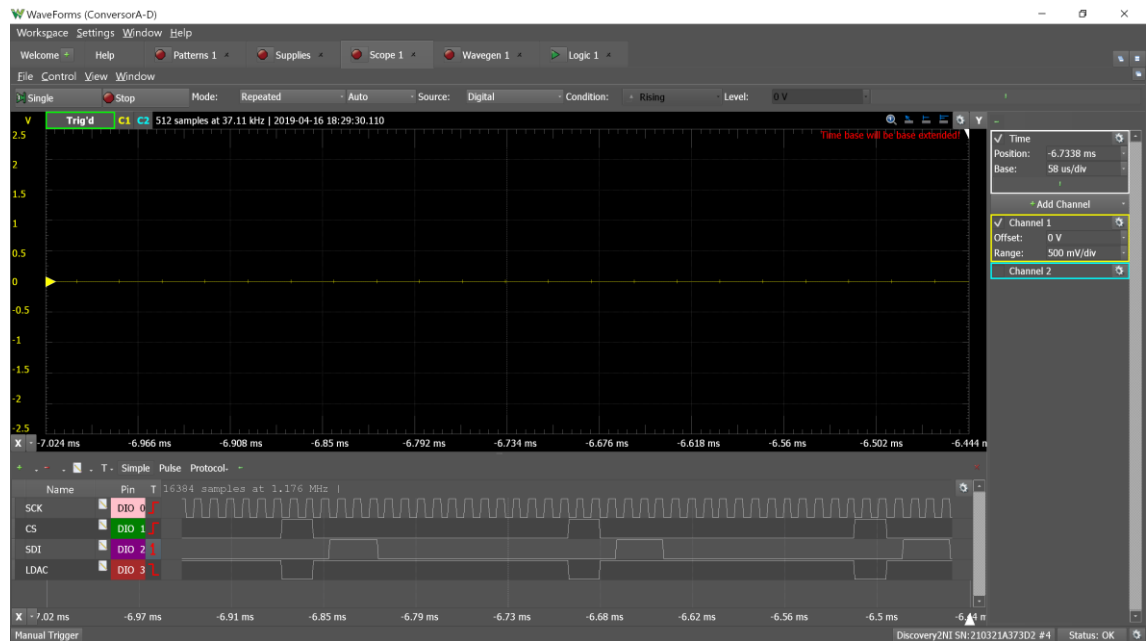 WaveForms (ConversorA-D)
Workspace Settings Window Help
Welcome Help Patterns 1 Supplies Scope 1 Wavegen 1 Logic 1
File Control View Window
Single Stop Mode: Repeated Auto Source: Digital Condition: Rising Level: 0 V
V Trig'd C1 C2 512 samples at 37.11 kHz | 2019-04-16 18:29:30.110 Y
Time base will be base extended!
2.5
2
1.5
1
0.5
0
-0.5
-1
-1.5
-2
-2.5
X -7.024 ms -6.966 ms -6.908 ms -6.85 ms -6.792 ms -6.734 ms -6.676 ms -6.618 ms -6.56 ms -6.502 ms -6.444 m
Time
Position: -6.7338 ms
Base: 58 us/div
Add Channel
Channel 1
Offset: 0 V
Range: 500 mV/div
Channel 2
T Simple Pulse Protocol
Name Pin T 16384 samples at 1.176 MHz |
SCK DIO 0
CS DIO 1
SDI DIO 2
LDAC DIO 3
X -7.02 ms -6.97 ms -6.91 ms -6.85 ms -6.79 ms -6.73 ms -6.68 ms -6.62 ms -6.56 ms -6.5 ms
Manual Trigger Discovery2NI SN:210321A373D2 #4 Status: OK